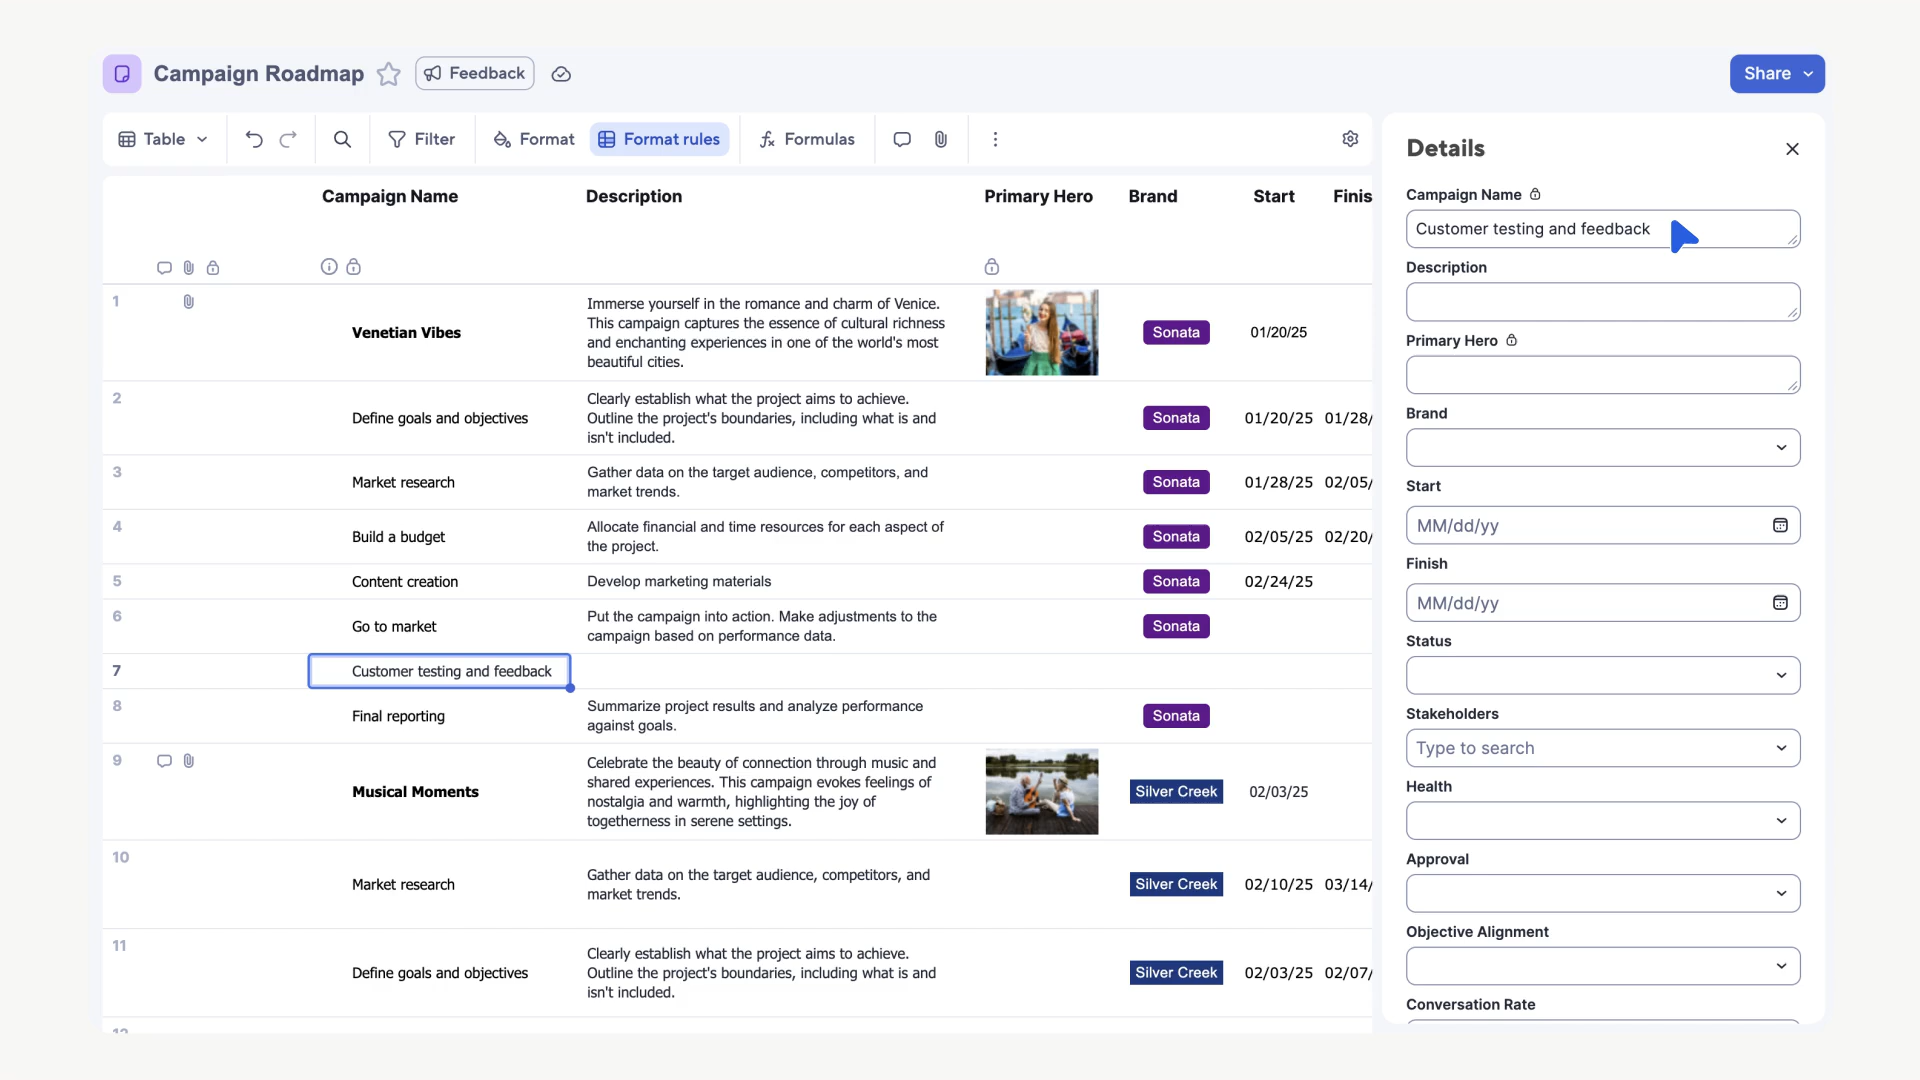 Campaign Roadmap
Feedback
Share
Table
Filter
Format
Format rules
Formulas
Campaign Name
Description
Primary Hero
Brand
Start
Finis
1
Venetian Vibes
Immerse yourself in the romance and charm of Venice.
This campaign captures the essence of cultural richness
and enchanting experiences in one of the world's most
beautiful cities.
Sonata
01/20/25
2
Define goals and objectives
Clearly establish what the project aims to achieve.
Outline the project's boundaries, including what is and
isn't included.
Sonata
01/20/25
01/28/
3
Market research
Gather data on the target audience, competitors, and
market trends.
Sonata
01/28/25
02/05/
4
Build a budget
Allocate financial and time resources for each aspect of
the project.
Sonata
02/05/25
02/20/
5
Content creation
Develop marketing materials
Sonata
02/24/25
6
Go to market
Put the campaign into action. Make adjustments to the
campaign based on performance data.
Sonata
7
Customer testing and feedback
8
Final reporting
Summarize project results and analyze performance
against goals.
Sonata
9
Musical Moments
Celebrate the beauty of connection through music and
shared experiences. This campaign evokes feelings of
nostalgia and warmth, highlighting the joy of
togetherness in serene settings.
Silver Creek
02/03/25
10
Market research
Gather data on the target audience, competitors, and
market trends.
Silver Creek
02/10/25
03/14/
11
Define goals and objectives
Clearly establish what the project aims to achieve.
Outline the project's boundaries, including what is and
isn't included.
Silver Creek
02/03/25
02/07/
Details
Campaign Name
Customer testing and feedback
Description
Primary Hero
Brand
Start
MM/dd/yy
Finish
MM/dd/yy
Status
Stakeholders
Type to search
Health
Approval
Objective Alignment
Conversation Rate